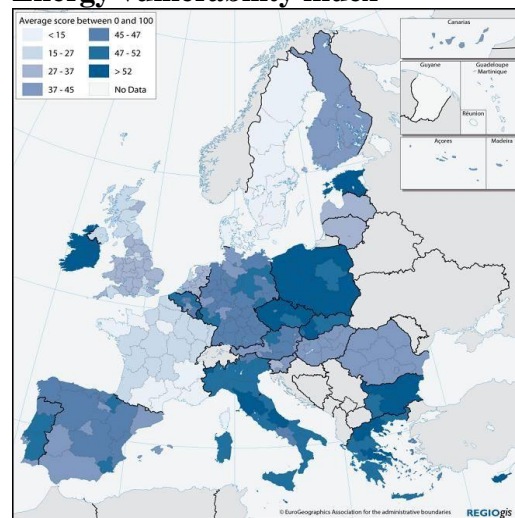 Energy vulnerability index
Average score between 0 and 100
< 15
45 - 47
15 - 27
47 - 52
27 - 37
> 52
37 - 45
No Data
Canarias
Guyane
Guadeloupe
- Martinique
Réunion
Açores
Madeira
© EuroGeographics Association for the administrative boundaries
REGIOgis